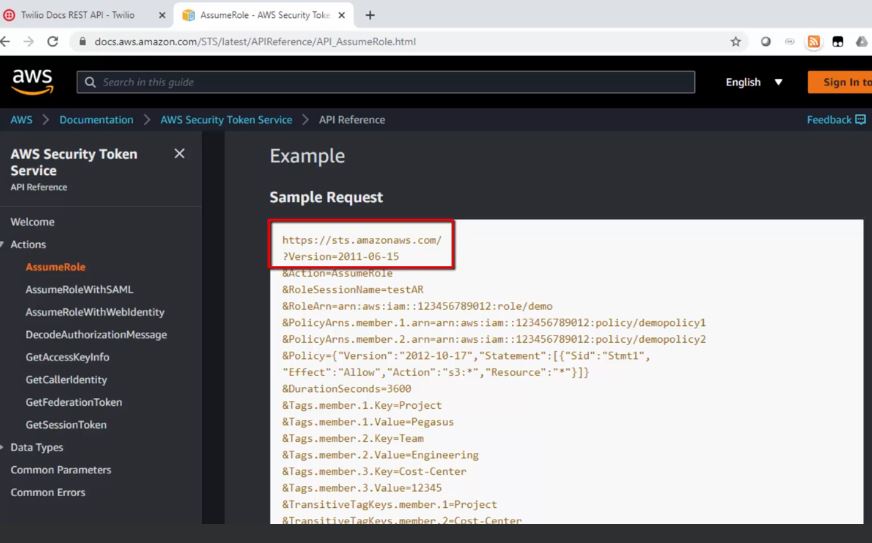 Twilio Docs REST API - Twilio
AssumeRole - AWS Security Toke
docs.aws.amazon.com/STS/latest/APIReference/API_AssumeRole.html
aws
Search in this guide
English
Sign In to
AWS
Documentation
AWS Security Token Service
API Reference
Feedback
AWS Security Token
Service
API Reference
Welcome
Actions
AssumeRole
AssumeRoleWithSAML
AssumeRoleWithWebIdentity
DecodeAuthorizationMessage
GetAccessKeyInfo
GetCallerIdentity
GetFederationToken
GetSessionToken
Data Types
Common Parameters
Common Errors
Example
Sample Request
https://sts.amazonaws.com/
?Version=2011-06-15
&Action=AssumeRole
&RoleSessionName=testAR
&RoleArn=arn:aws:iam::123456789012:role/demo
&PolicyArns.member.1.arn=arn:aws:iam::123456789012:policy/demopolicy1
&PolicyArns.member.2.arn=arn:aws:iam::123456789012:policy/demopolicy2
&Policy={"Version":"2012-10-17","Statement":[{"Sid":"Stmt1",
"Effect":"Allow","Action":"s3:*","Resource":"*"}]}
&DurationSeconds=3600
&Tags.member.1.Key=Project
&Tags.member.1.Value=Pegasus
&Tags.member.2.Key=Team
&Tags.member.2.Value=Engineering
&Tags.member.3.Key=Cost-Center
&Tags.member.3.Value=12345
&TransitiveTagKeys.member.1=Project
&TransitiveTagKeys.member.2=Cost-Center